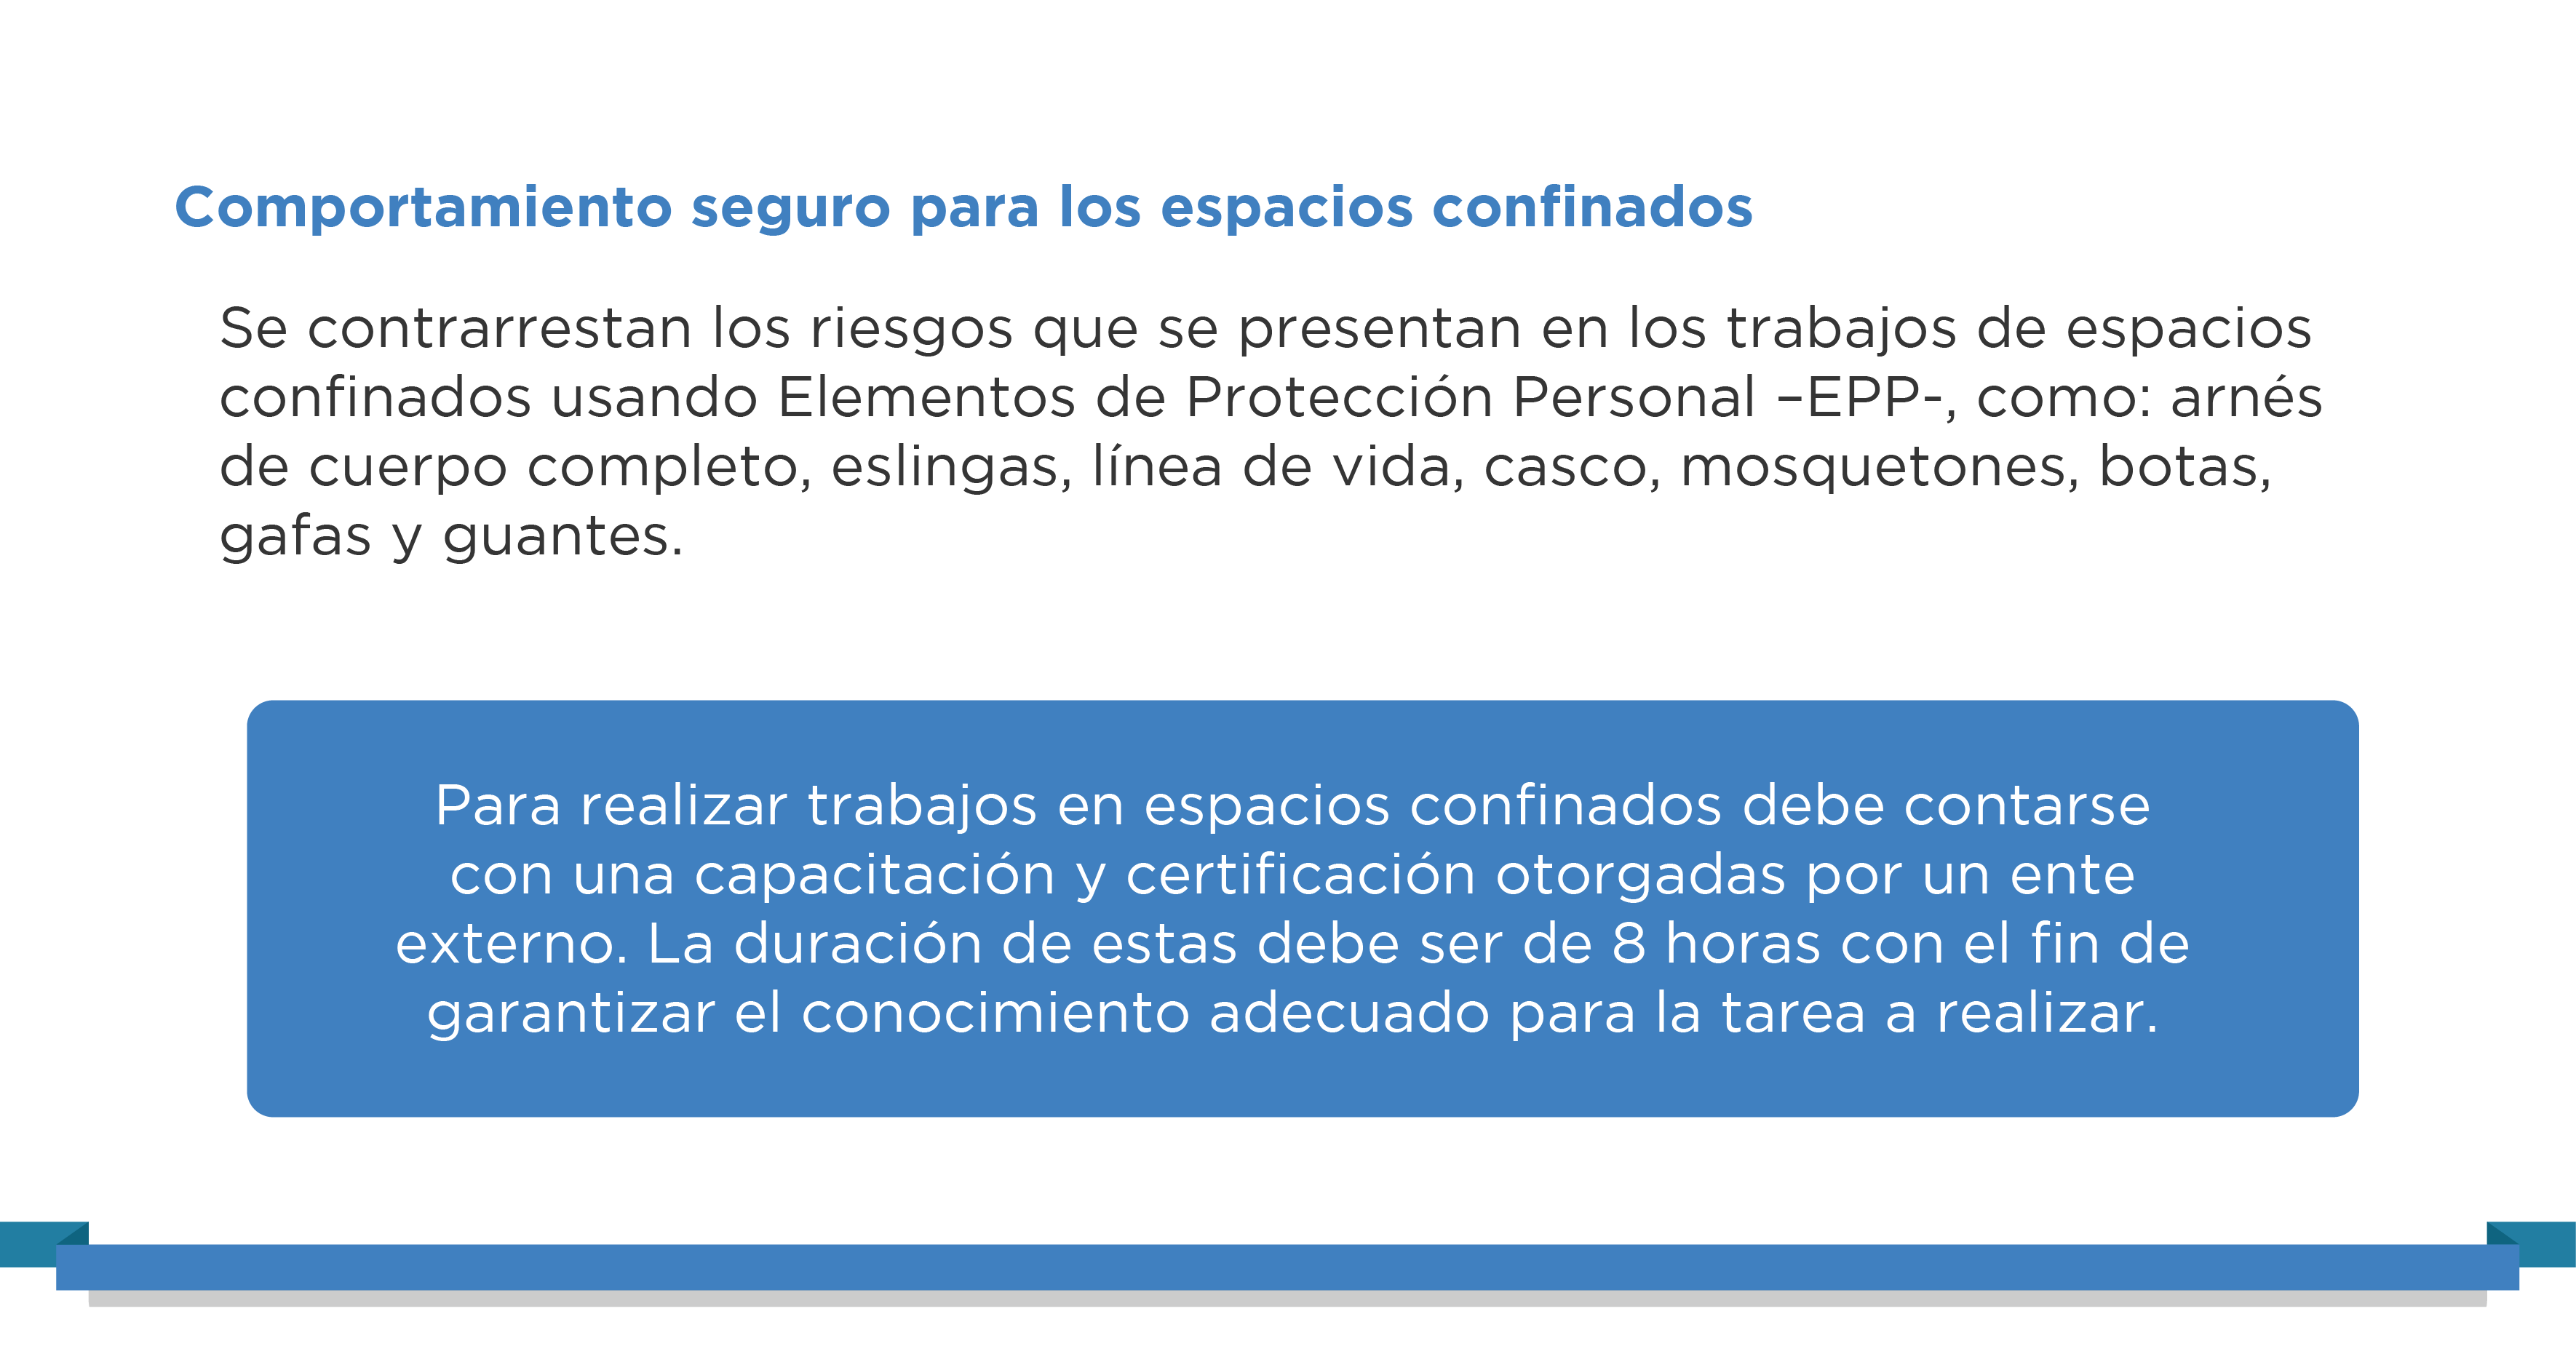 Comportamiento seguro para los espacios confinados
Se contrarrestan los riesgos que se presentan en los trabajos de espacios
confinados usando Elementos de Protección Personal –EPP-, como: arnés
de cuerpo completo, eslingas, línea de vida, casco, mosquetones, botas,
gafas y guantes.
Para realizar trabajos en espacios confinados debe contarse
con una capacitación y certificación otorgadas por un ente
externo. La duración de estas debe ser de 8 horas con el fin de
garantizar el conocimiento adecuado para la tarea a realizar.